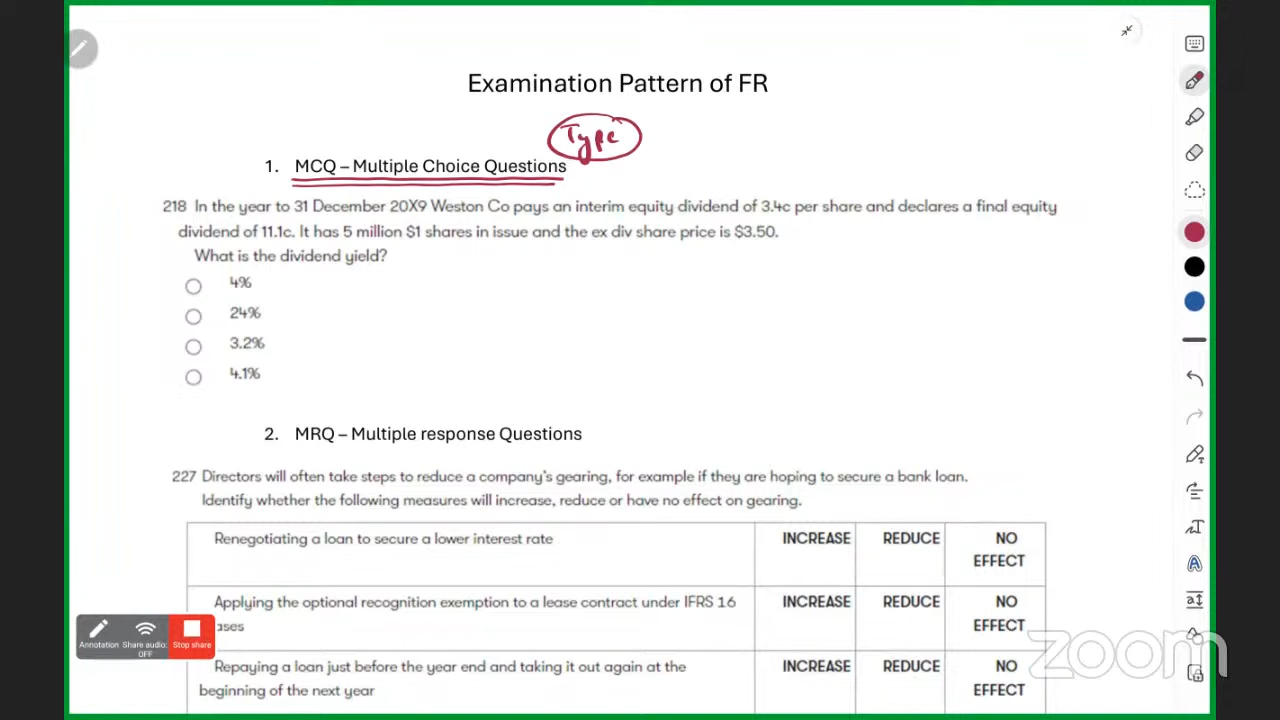 Examination Pattern of FR
Type
1. MCQ – Multiple Choice Questions
218 In the year to 31 December 20X9 Weston Co pays an interim equity dividend of 3.4c per share and declares a final equity
dividend of 11.1c. It has 5 million $1 shares in issue and the ex div share price is $3.50.
What is the dividend yield?
4%
24%
3.2%
4.1%
2. MRQ – Multiple response Questions
227 Directors will often take steps to reduce a company's gearing, for example if they are hoping to secure a bank loan.
Identify whether the following measures will increase, reduce or have no effect on gearing.
Renegotiating a loan to secure a lower interest rate INCREASE REDUCE NO
EFFECT
Applying the optional recognition exemption to a lease contract under IFRS 16 INCREASE REDUCE NO
ases EFFECT
Repaying a loan just before the year end and taking it out again at the INCREASE REDUCE NO
beginning of the next year EFFECT
Annotation Share audio: Stop share
OFF
zoom